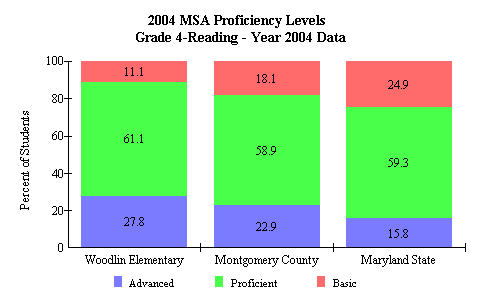 2004 MSA Proficiency Levels
Grade 4-Reading - Year 2004 Data
Percent of Students
100
80
60
40
20
0
11.1
18.1
24.9
61.1
58.9
59.3
27.8
22.9
15.8
Woodlin Elementary
Montgomery County
Maryland State
Advanced
Proficient
Basic